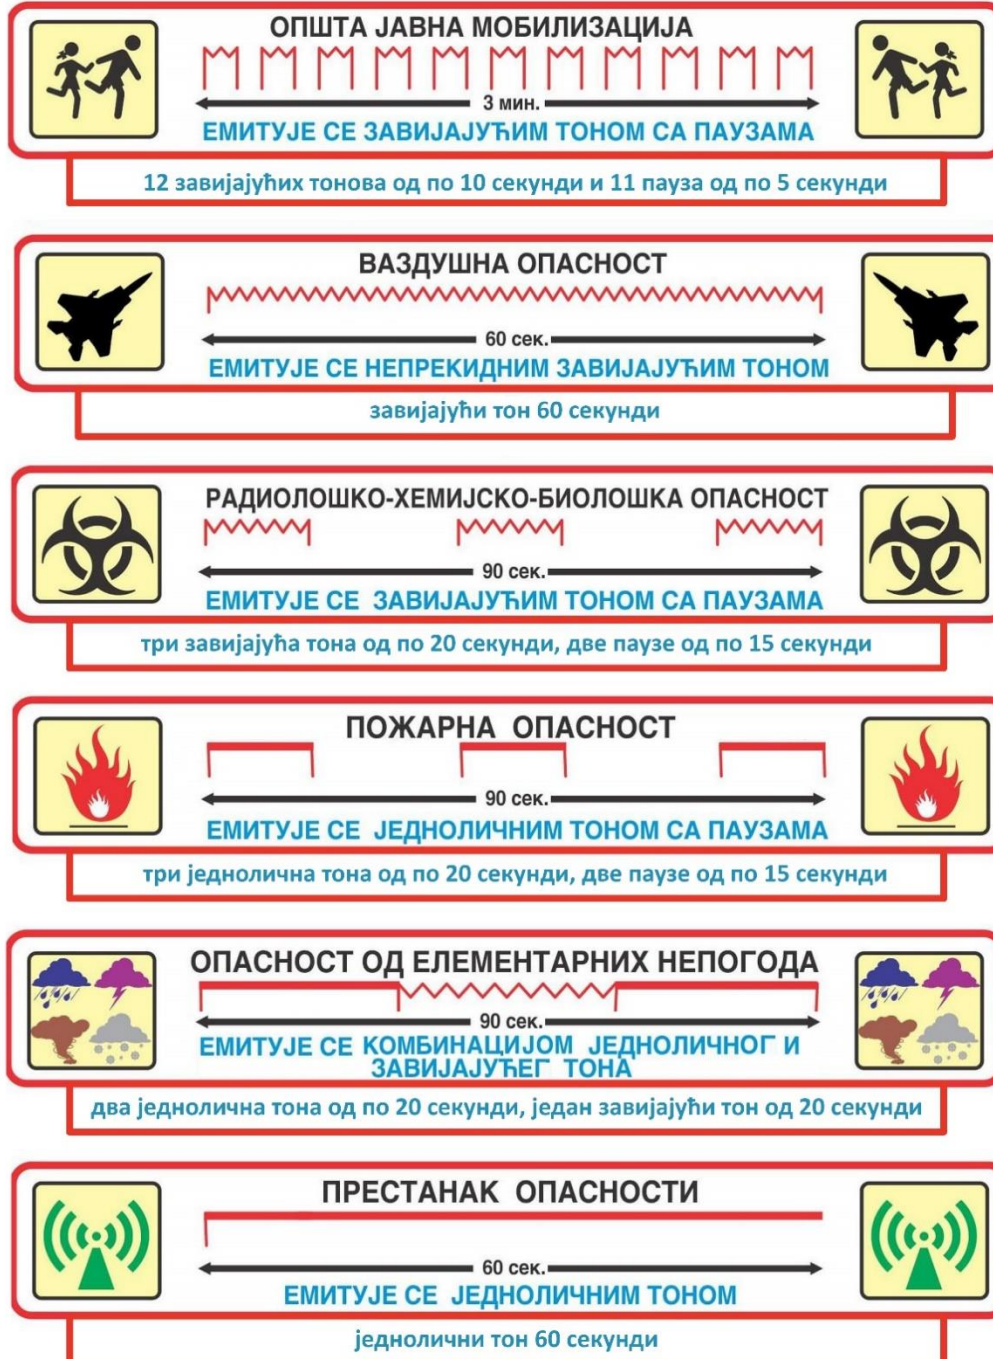 ОПШТА ЈАВНА МОБИЛИЗАЦИЈА
3 мин.
ЕМИТУЈЕ СЕ ЗАВИЈАЈУЋИМ ТОНОМ СА ПАУЗАМА
12 завијајућих тонова од по 10 секунди и 11 пауза од по 5 секунди
ВАЗДУШНА ОПАСНОСТ
60 сек.
ЕМИТУЈЕ СЕ НЕПРЕКИДНИМ ЗАВИЈАЈУЋИМ ТОНОМ
завијајући тон 60 секунди
РАДИОЛОШКО-ХЕМИЈСКО-БИОЛОШКА ОПАСНОСТ
90 сек.
ЕМИТУЈЕ СЕ ЗАВИЈАЈУЋИМ ТОНОМ СА ПАУЗАМА
три завијајућа тона од по 20 секунди, две паузе од по 15 секунди
ПОЖАРНА ОПАСНОСТ
90 сек.
ЕМИТУЈЕ СЕ ЈЕДНОЛИЧНИМ ТОНОМ СА ПАУЗАМА
три једнолична тона од по 20 секунди, две паузе од по 15 секунди
ОПАСНОСТ ОД ЕЛЕМЕНТАРНИХ НЕПОГОДА
90 сек.
ЕМИТУЈЕ СЕ КОМБИНАЦИЈОМ ЈЕДНОЛИЧНОГ И
ЗАВИЈАЈУЋЕГ ТОНА
два једнолична тона од по 20 секунди, један завијајући тон од 20 секунди
ПРЕСТАНАК ОПАСНОСТИ
60 сек.
ЕМИТУЈЕ СЕ ЈЕДНОЛИЧНИМ ТОНОМ
једнолични тон 60 секунди